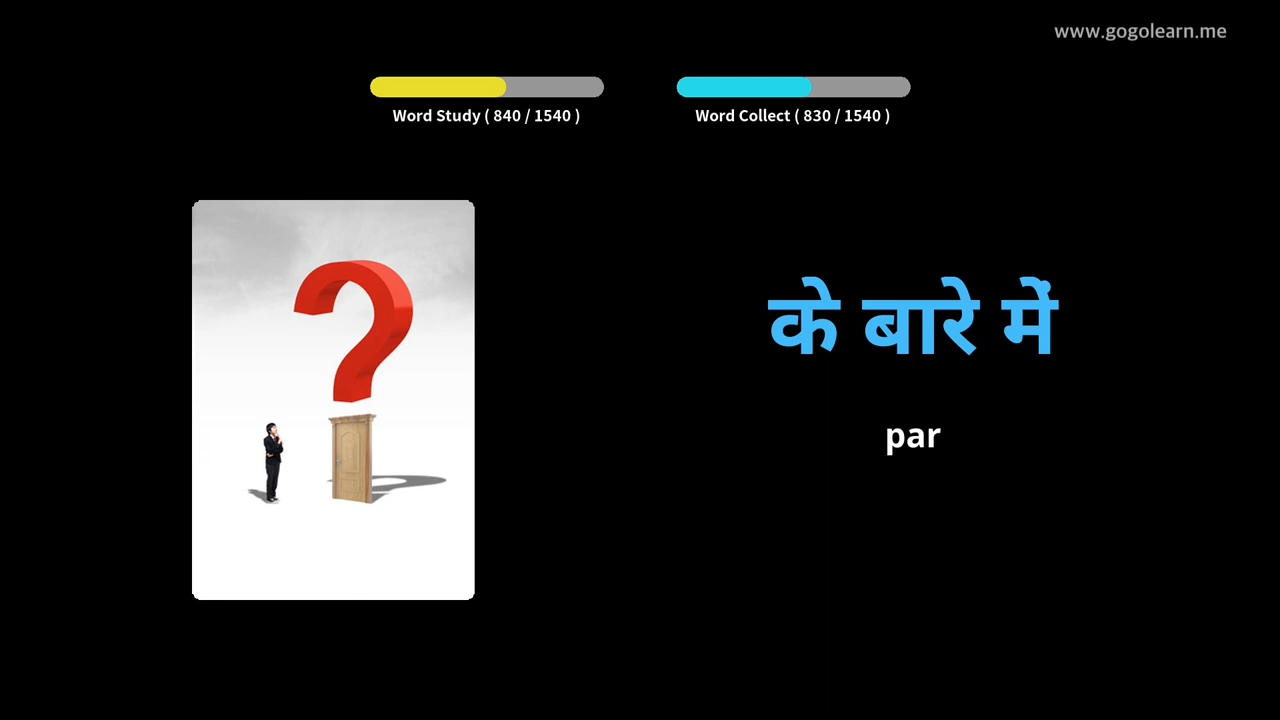 www.gogolearn.me
Word Study ( 840 / 1540 )
Word Collect ( 830 / 1540 )
के बारे में
par